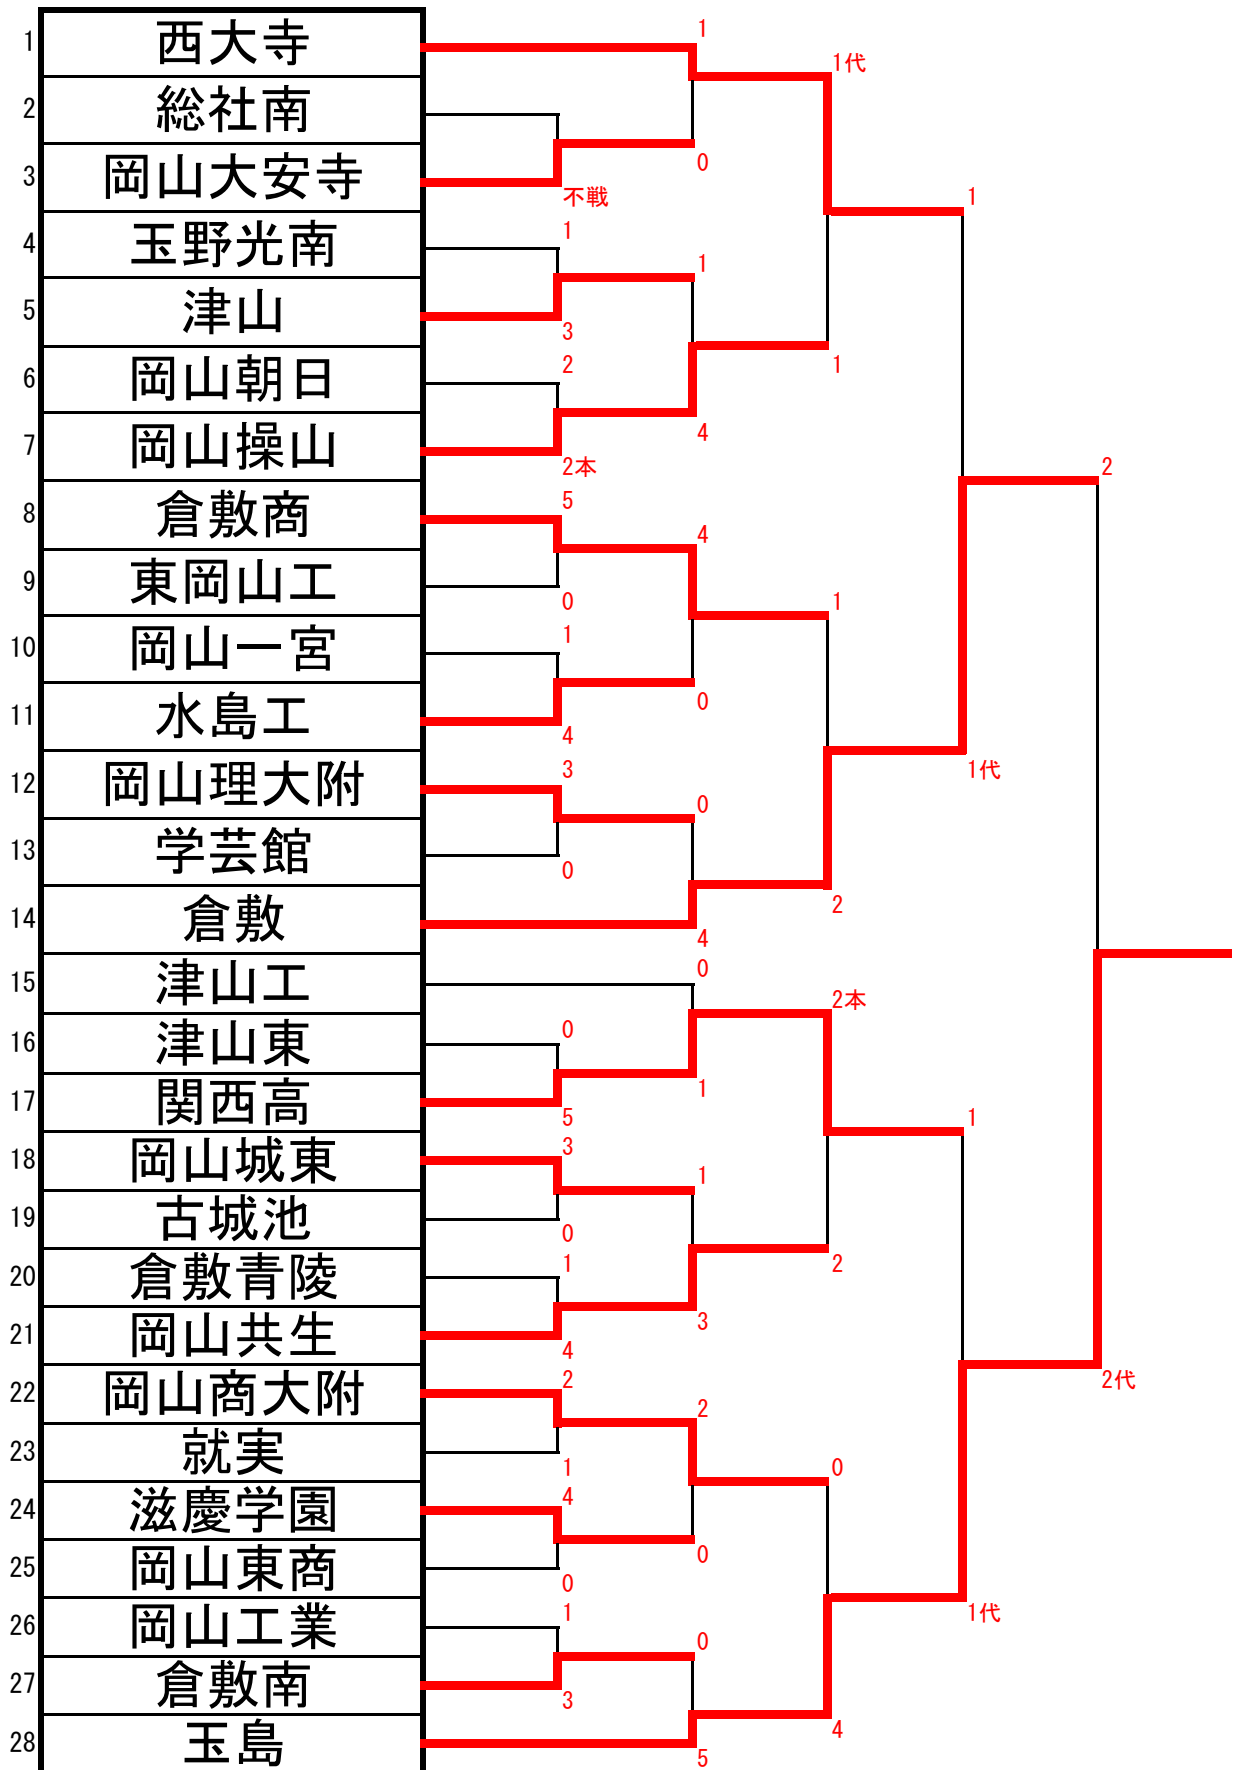 1 西大寺
2 総社南
3 岡山大安寺
4 玉野光南
5 津山
6 岡山朝日
7 岡山操山
8 倉敷商
9 東岡山工
10 岡山一宮
11 水島工
12 岡山理大附
13 学芸館
14 倉敷
15 津山工
16 津山東
17 関西高
18 岡山城東
19 古城池
20 倉敷青陵
21 岡山共生
22 岡山商大附
23 就実
24 滋慶学園
25 岡山東商
26 岡山工業
27 倉敷南
28 玉島
不戦
1
3
2
2本
5
0
1
4
3
0
0
5
3
0
1
4
2
1
4
0
1
3
1
0
1
4
4
0
0
4
0
1
1
3
2
0
0
5
1代
1
1
2
2本
2
0
4
1
1代
1
1代
2
2代